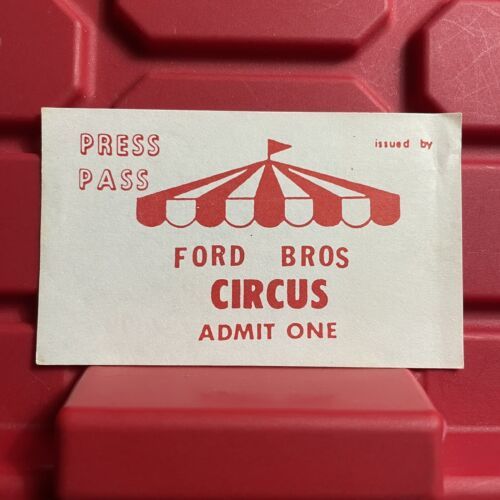 PRESS
PASS
issued by
FORD BROS
CIRCUS
ADMIT ONE